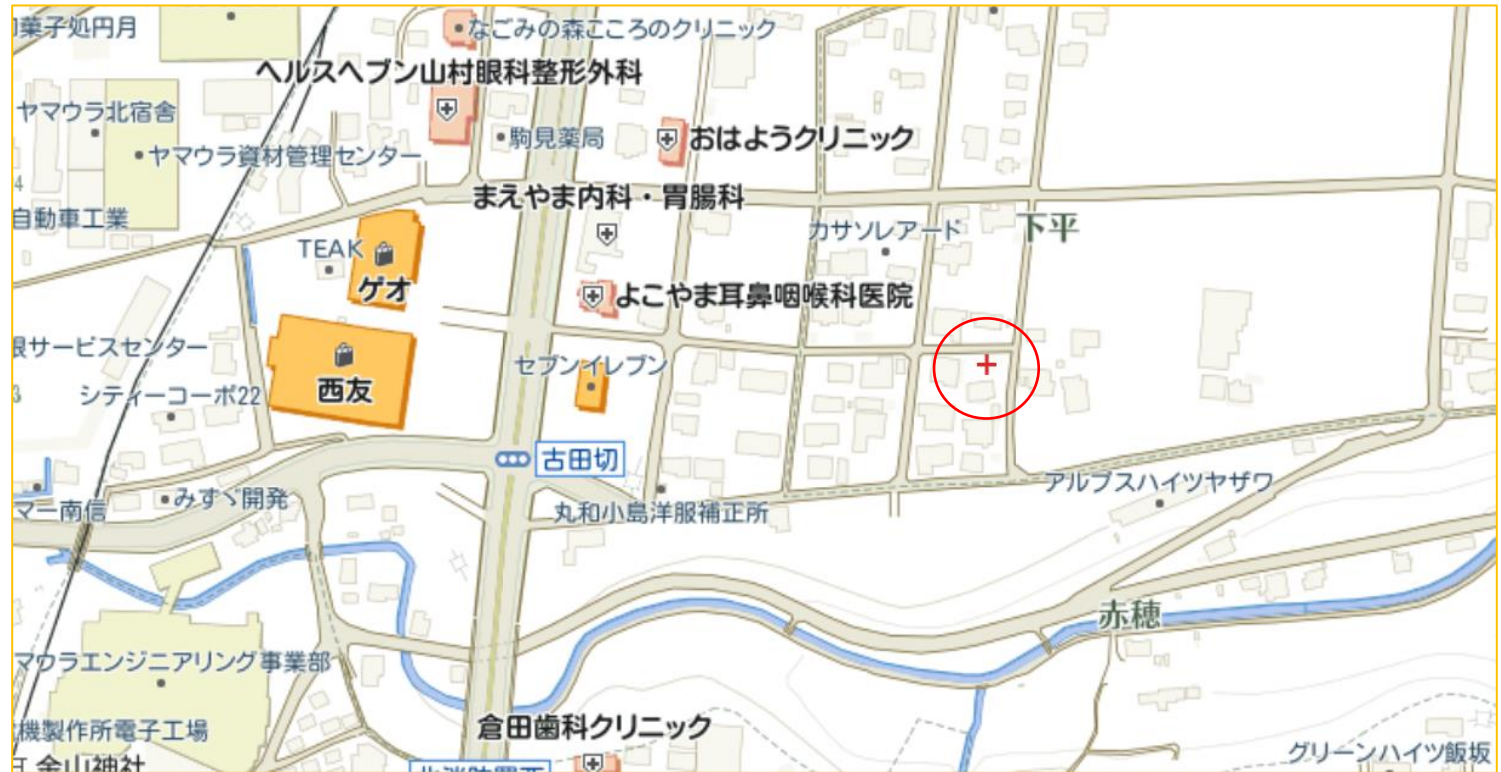 菓子処円月
なごみの森こころのクリニック
ヘルスヘブン山村眼科整形外科
ヤマウラ北宿舎
駒見薬局
おはようクリニック
ヤマウラ資材管理センター
4
まえやま内科・胃腸科
自動車工業
カサソレアード
下平
TEAK
ゲオ
よこやま耳鼻咽喉科医院
サービスセンター
セブンイレブン
西友
3
シティーコーポ22
古田切
アルプスハイツヤザワ
マー南信
みすゞ開発
丸和小島洋服補正所
赤穂
マウラエンジニアリング事業部
倉田歯科クリニック
機製作所電子工場
グリーンハイツ飯坂
金山神社